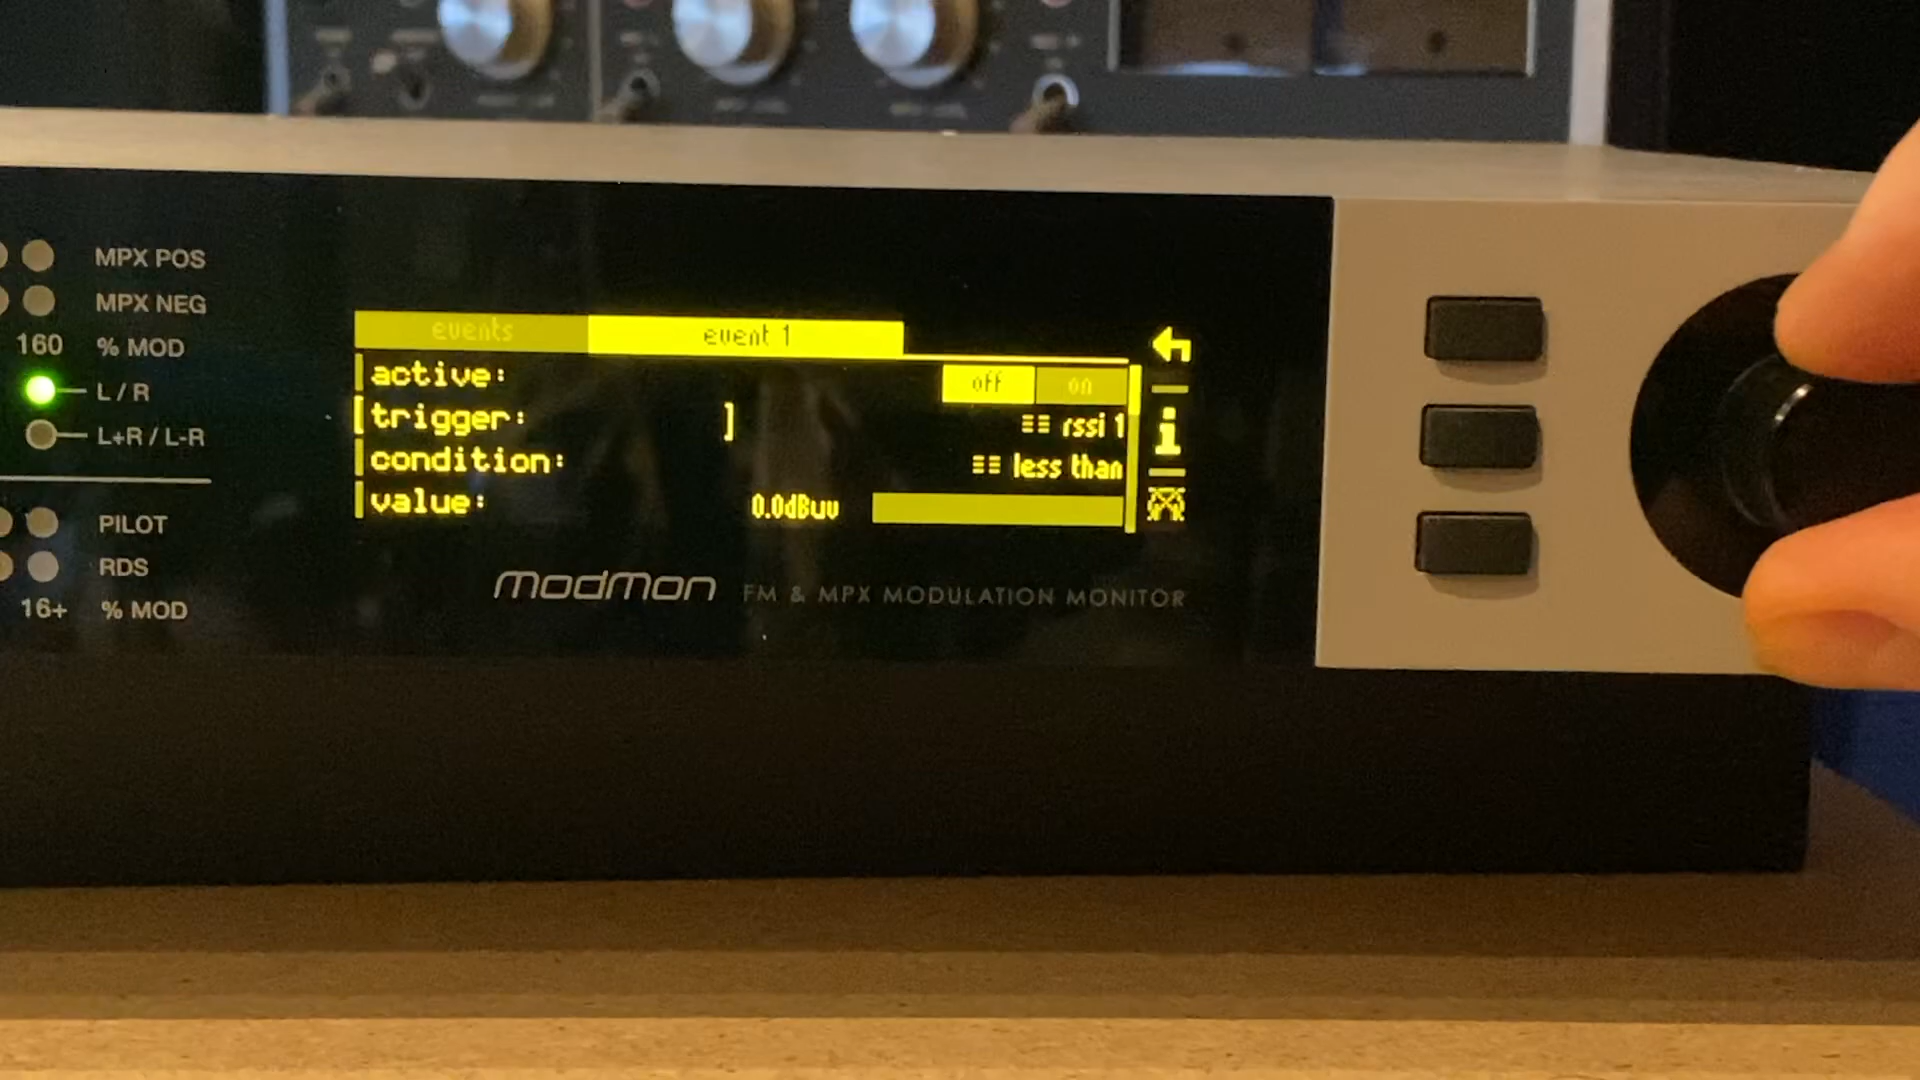 MPX POS
MPX NEG
160 % MOD
L / R
L+R / L-R
PILOT
RDS
16+ % MOD
events event 1
active: off on
[trigger: ] rssi 1
condition: less than
value: 0.0dBuv
i
modmon FM & MPX MODULATION MONITOR